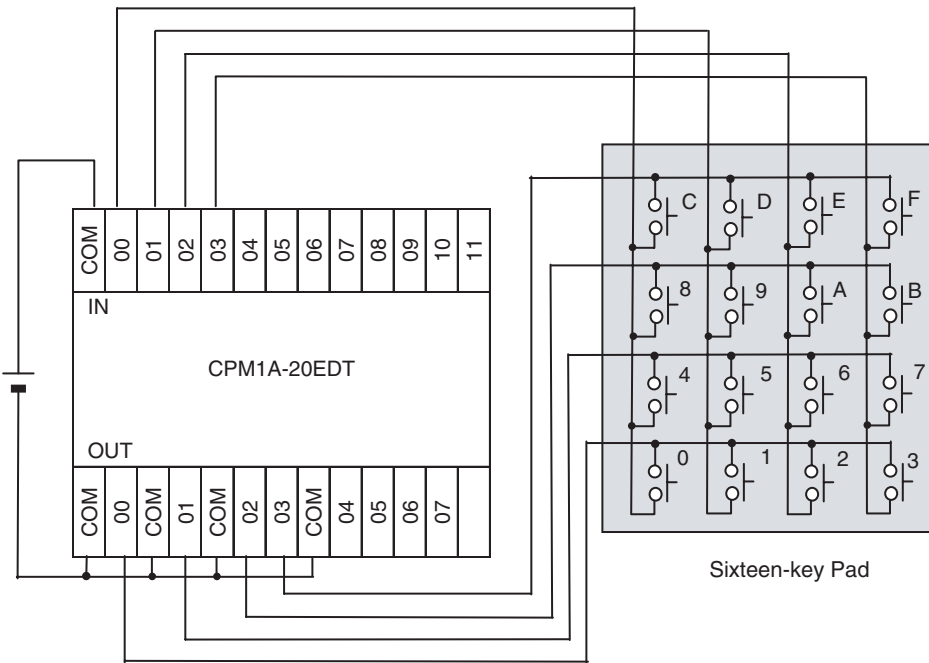 COM 00 01 02 03 04 05 06 07 08 09 10 11
IN
CPM1A-20EDT
OUT
COM 00 COM 01 COM 02 03 COM 04 05 06 07
C D E F
8 9 A B
4 5 6 7
0 1 2 3
Sixteen-key Pad